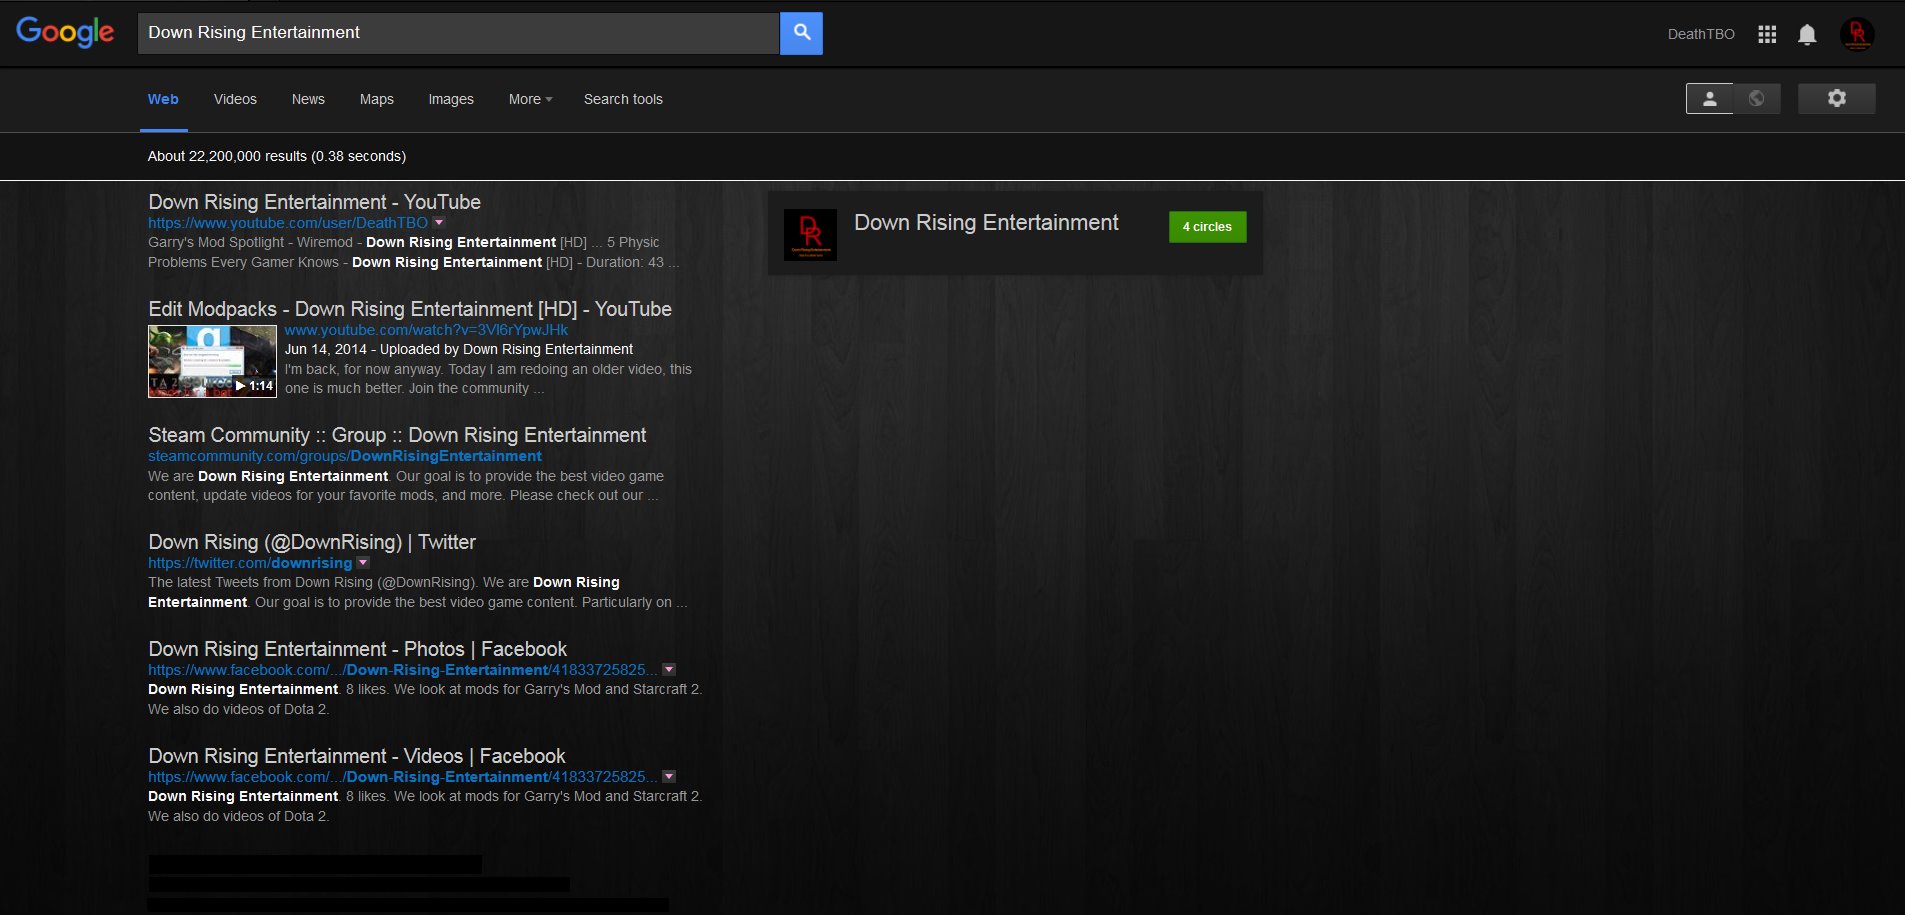 Google
Down Rising Entertainment
DeathTBO
Web Videos News Maps Images More Search tools
About 22,200,000 results (0.38 seconds)
Down Rising Entertainment - YouTube
https://www.youtube.com/user/DeathTBO
Garry's Mod Spotlight - Wiremod - Down Rising Entertainment [HD] ... 5 Physic
Problems Every Gamer Knows - Down Rising Entertainment [HD] - Duration: 43 ...
DR
Down Rising Entertainment
4 circles
Edit Modpacks - Down Rising Entertainment [HD] - YouTube
www.youtube.com/watch?v=3Vl6rYpwJHk
Jun 14, 2014 - Uploaded by Down Rising Entertainment
I'm back, for now anyway. Today I am redoing an older video, this
one is much better. Join the community ...
1:14
Steam Community :: Group :: Down Rising Entertainment
steamcommunity.com/groups/DownRisingEntertainment
We are Down Rising Entertainment. Our goal is to provide the best video game
content, update videos for your favorite mods, and more. Please check out our ...
Down Rising (@DownRising) | Twitter
https://twitter.com/downrising
The latest Tweets from Down Rising (@DownRising). We are Down Rising
Entertainment. Our goal is to provide the best video game content. Particularly on ...
Down Rising Entertainment - Photos | Facebook
https://www.facebook.com/.../Down-Rising-Entertainment/41833725825...
Down Rising Entertainment. 8 likes. We look at mods for Garry's Mod and Starcraft 2.
We also do videos of Dota 2.
Down Rising Entertainment - Videos | Facebook
https://www.facebook.com/.../Down-Rising-Entertainment/41833725825...
Down Rising Entertainment. 8 likes. We look at mods for Garry's Mod and Starcraft 2.
We also do videos of Dota 2.